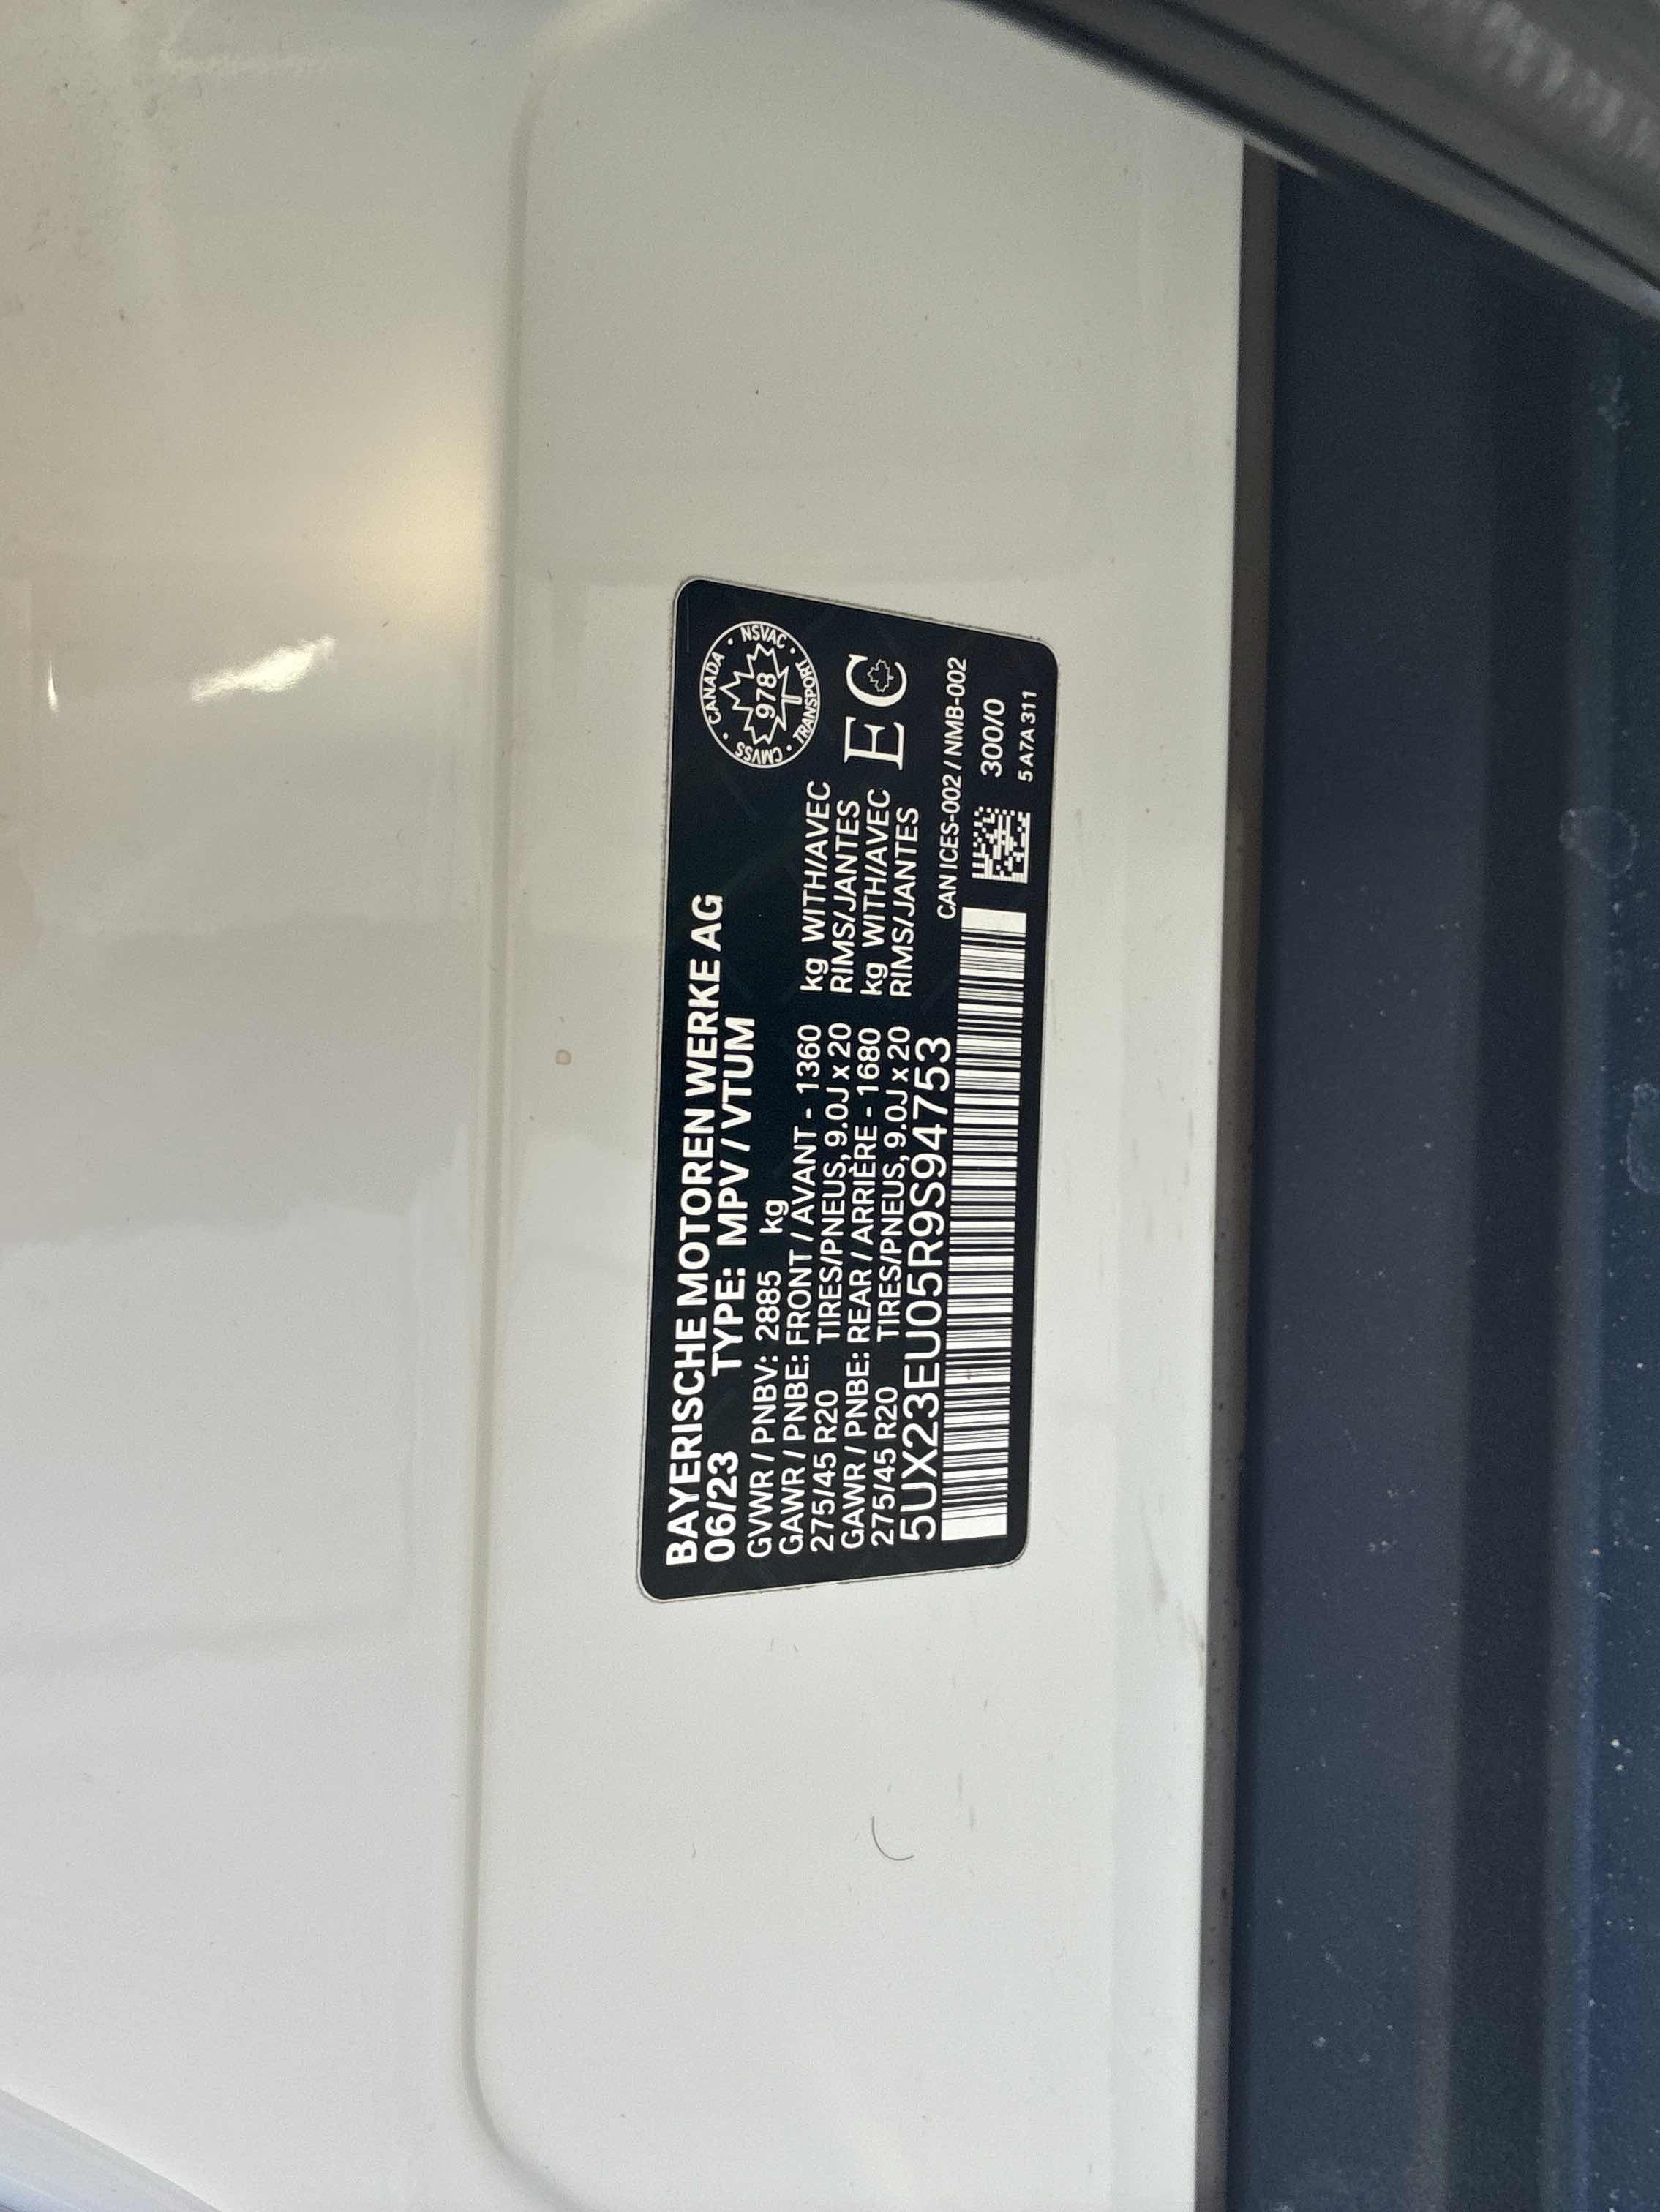 BAYERISCHE MOTOREN WERKE AG
06/23 TYPE: MPV / VTUM
GVWR / PNBV: 2885 kg
GAWR / PNBE: FRONT / AVANT - 1360 kg WITH/AVEC
275/45 R20 TIRES/PNEUS, 9.0J x 20 RIMS/JANTES
GAWR / PNBE: REAR / ARRIÈRE - 1680 kg WITH/AVEC
275/45 R20 TIRES/PNEUS, 9.0J x 20 RIMS/JANTES
5UX23EU05R9S94753
CMVSS • CANADA • NSVAC • TRANSPORT •
978
EC
CAN ICES-002 / NMB-002
300/0
5 A7A 311